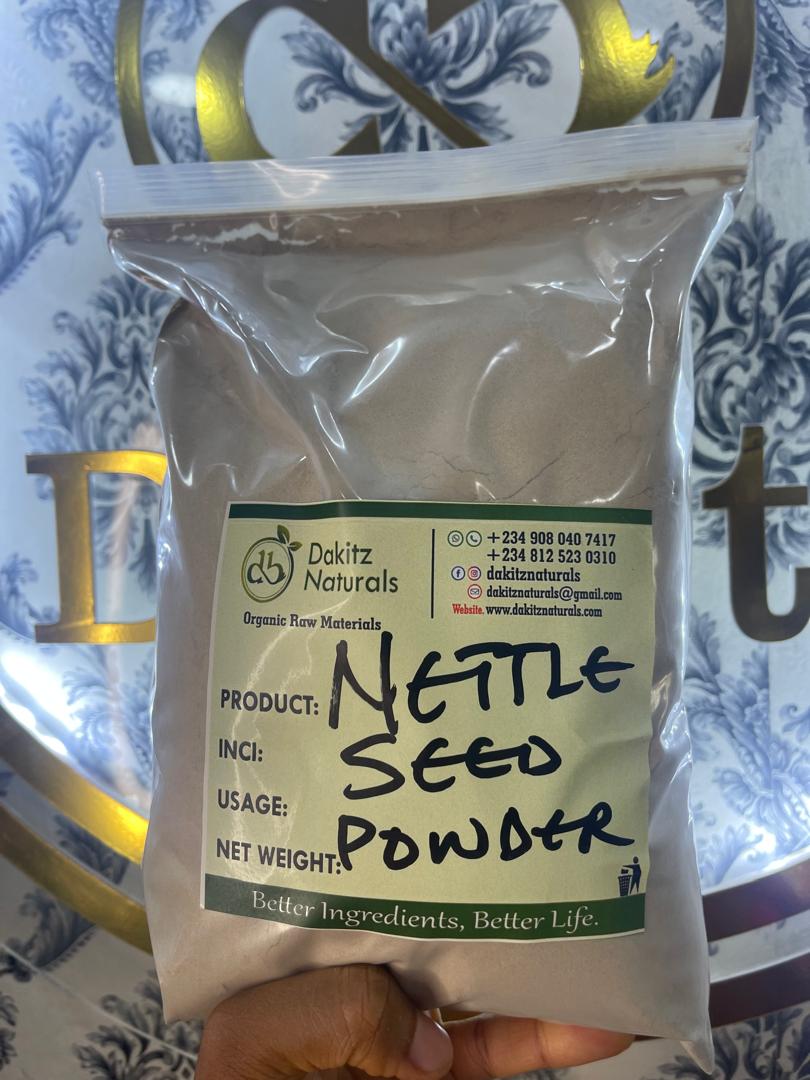 D
t
Dakitz
Naturals
Organic Raw Materials
+234 908 040 7417
+234 812 523 0310
dakitznaturals
dakitznaturals@gmail.com
Website. www.dakitznaturals.com
PRODUCT: NETTLE
INCI: SEED
USAGE:
NET WEIGHT: POWDER
Better Ingredients, Better Life.